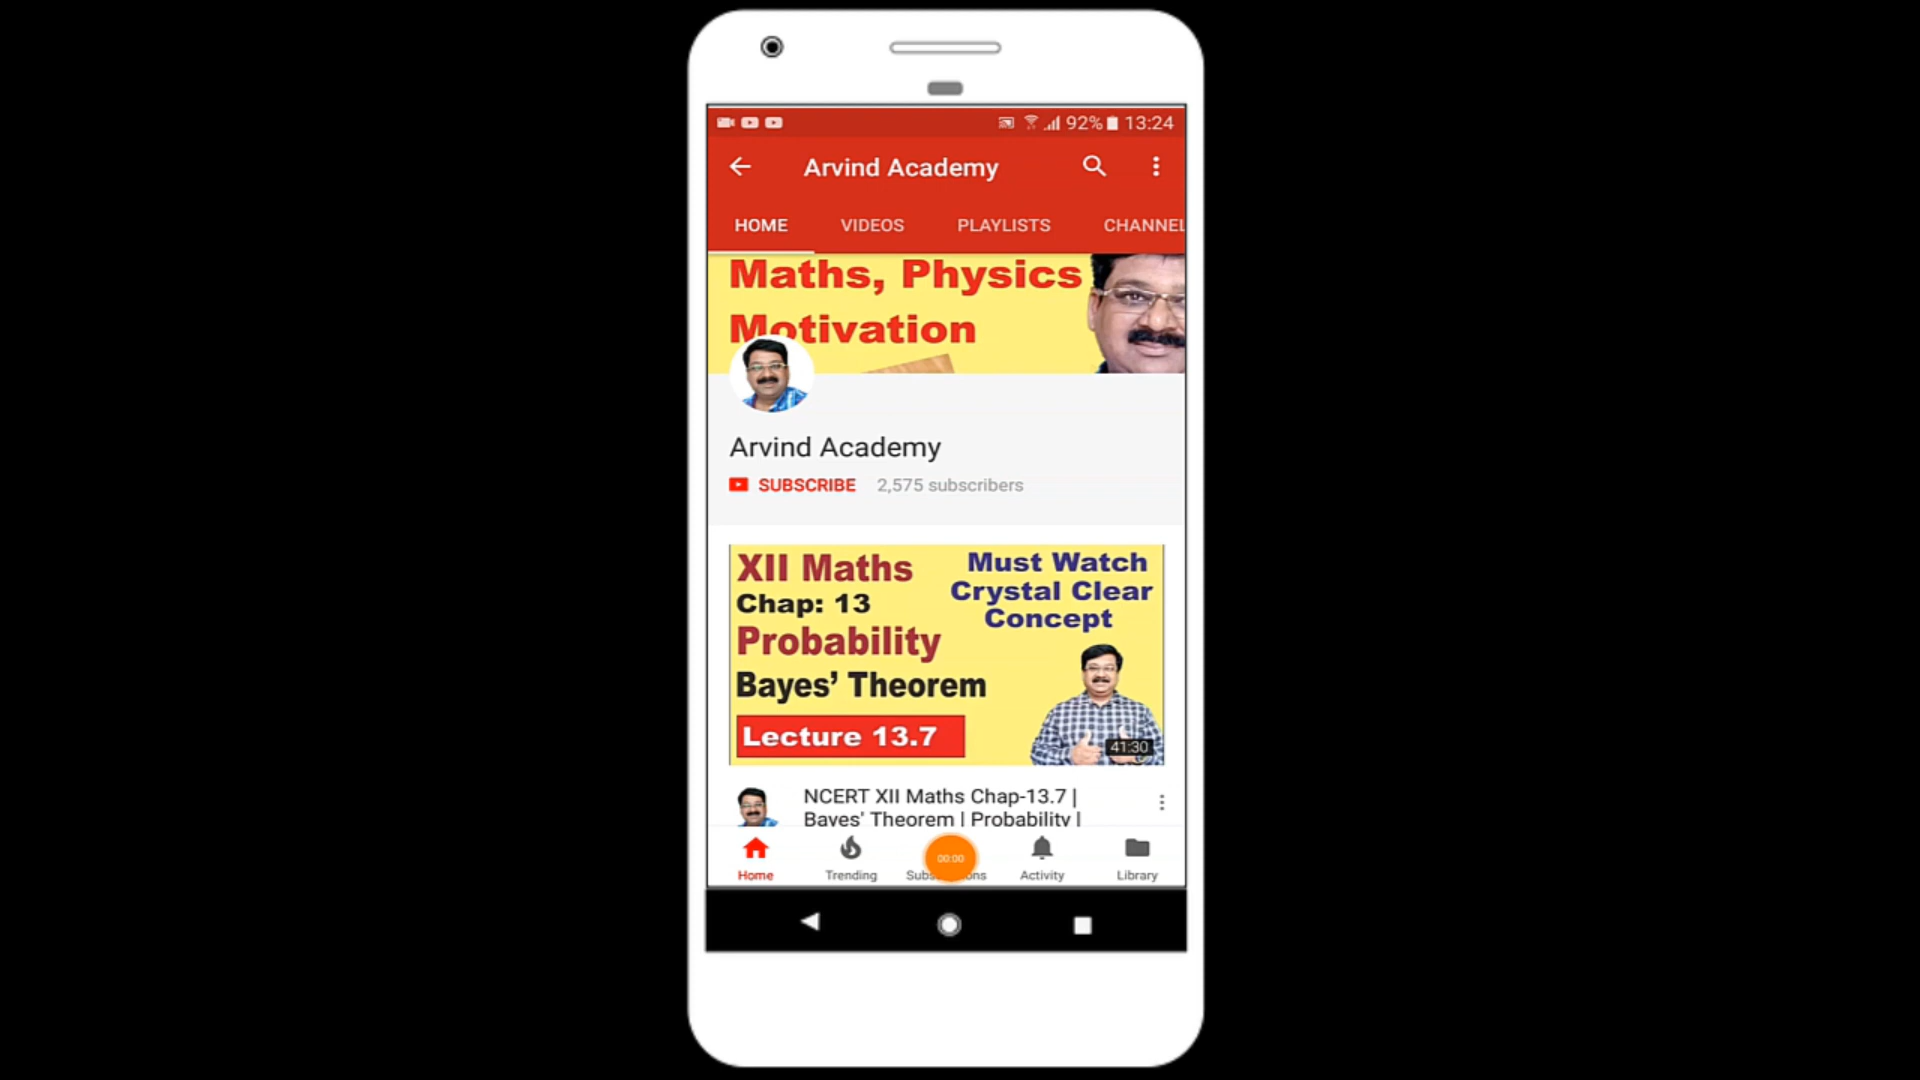 92% 13:24
Arvind Academy
HOME VIDEOS PLAYLISTS CHANNEL
Maths, Physics
Motivation
Arvind Academy
SUBSCRIBE 2,575 subscribers
XII Maths
Chap: 13
Probability
Bayes’ Theorem
Lecture 13.7
Must Watch
Crystal Clear
Concept
41:30
NCERT XII Maths Chap-13.7 |
Bayes' Theorem | Probability |
00:00
Home Trending Activity Library